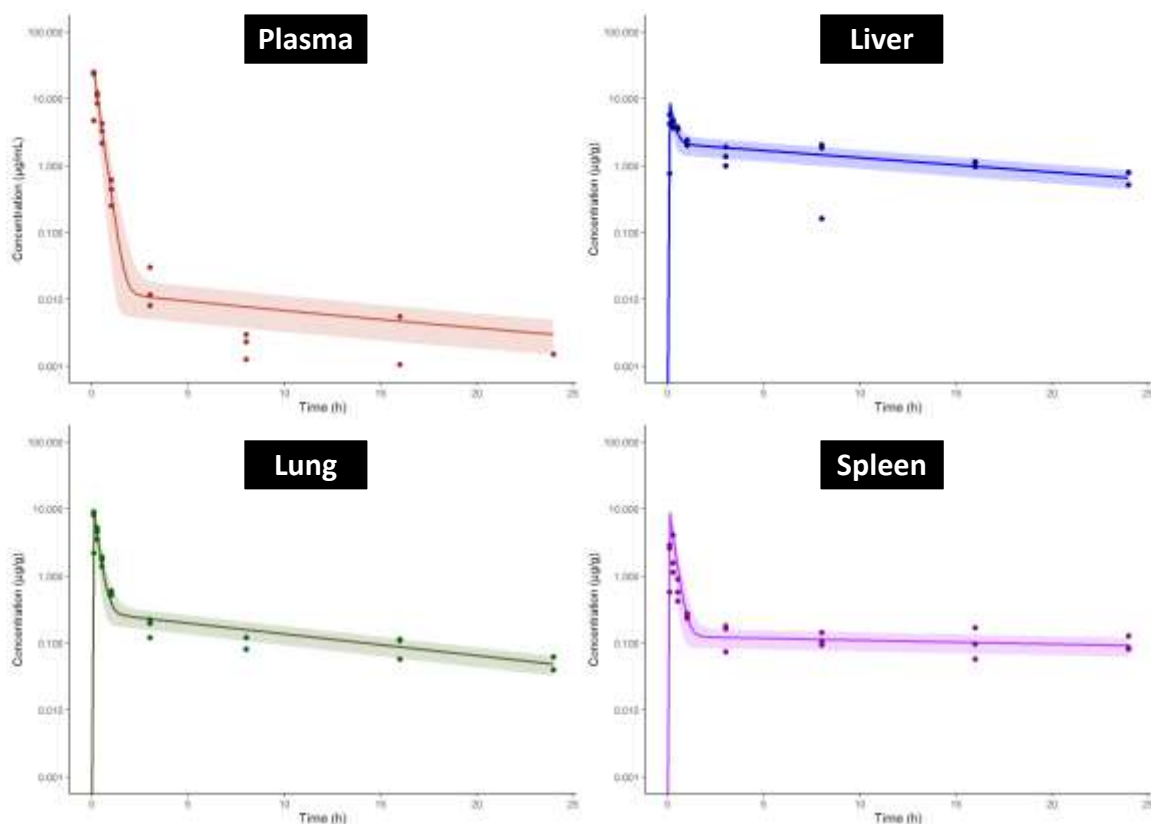 Plasma
100.000
10.000
1.000
0.100
0.010
0.001
Concentration (µg/mL)
0 5 10 15 20 25
Time (h)
Liver
100.000
10.000
1.000
0.100
0.010
0.001
Concentration (µg/g)
0 5 10 15 20 25
Time (h)
Lung
100.000
10.000
1.000
0.100
0.010
0.001
Concentration (µg/g)
0 5 10 15 20 25
Time (h)
Spleen
100.000
10.000
1.000
0.100
0.010
0.001
Concentration (µg/g)
0 5 10 15 20 25
Time (h)